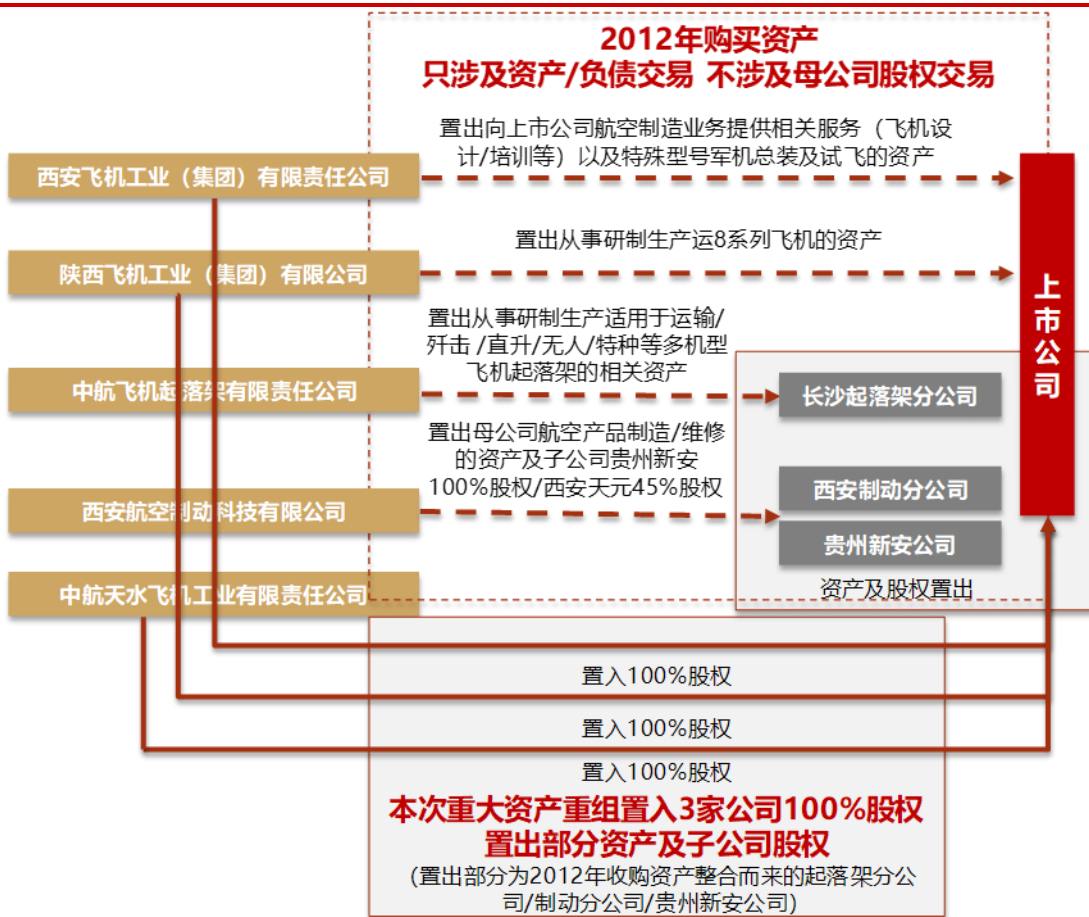 2012年购买资产
只涉及资产/负债交易 不涉及母公司股权交易
置出向上市公司航空制造业务提供相关服务（飞机设
计/培训等）以及特殊型号军机总装及试飞的资产
西安飞机工业（集团）有限责任公司
置出从事研制生产运8系列飞机的资产
陕西飞机工业（集团）有限公司
上市公司
置出从事研制生产适用于运输/
歼击 /直升/无人/特种等多机型
飞机起落架的相关资产
中航飞机起落架有限责任公司
长沙起落架分公司
置出母公司航空产品制造/维修
的资产及子公司贵州新安
100%股权/西安天元45%股权
西安航空制动科技有限公司
西安制动分公司
贵州新安公司
资产及股权置出
中航天水飞机工业有限责任公司
置入100%股权
置入100%股权
置入100%股权
本次重大资产重组置入3家公司100%股权
置出部分资产及子公司股权
(置出部分为2012年收购资产整合而来的起落架分公
司/制动分公司/贵州新安公司）